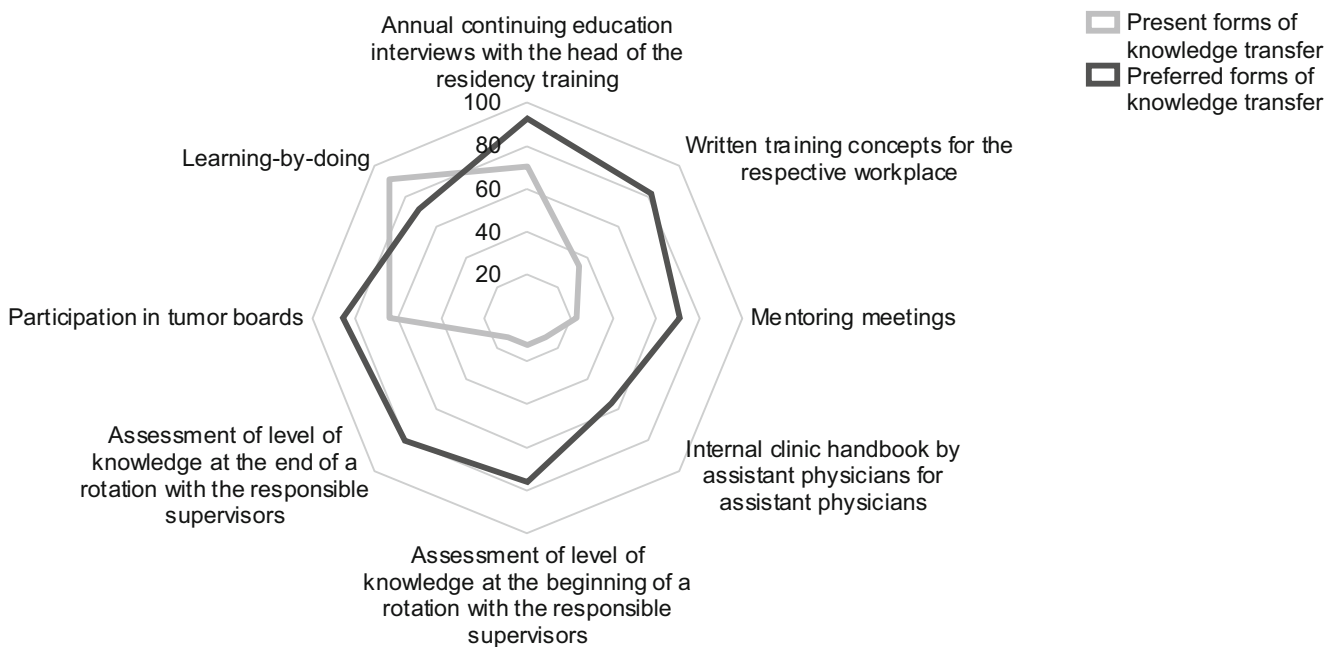 Annual continuing education
interviews with the head of the
residency training
Present forms of
knowledge transfer
Preferred forms of
knowledge transfer
100
80
60
40
20
Learning-by-doing
Written training concepts for the
respective workplace
Participation in tumor boards
Mentoring meetings
Assessment of level of
knowledge at the end of a
rotation with the responsible
supervisors
Internal clinic handbook by
assistant physicians for
assistant physicians
Assessment of level of
knowledge at the beginning of a
rotation with the responsible
supervisors